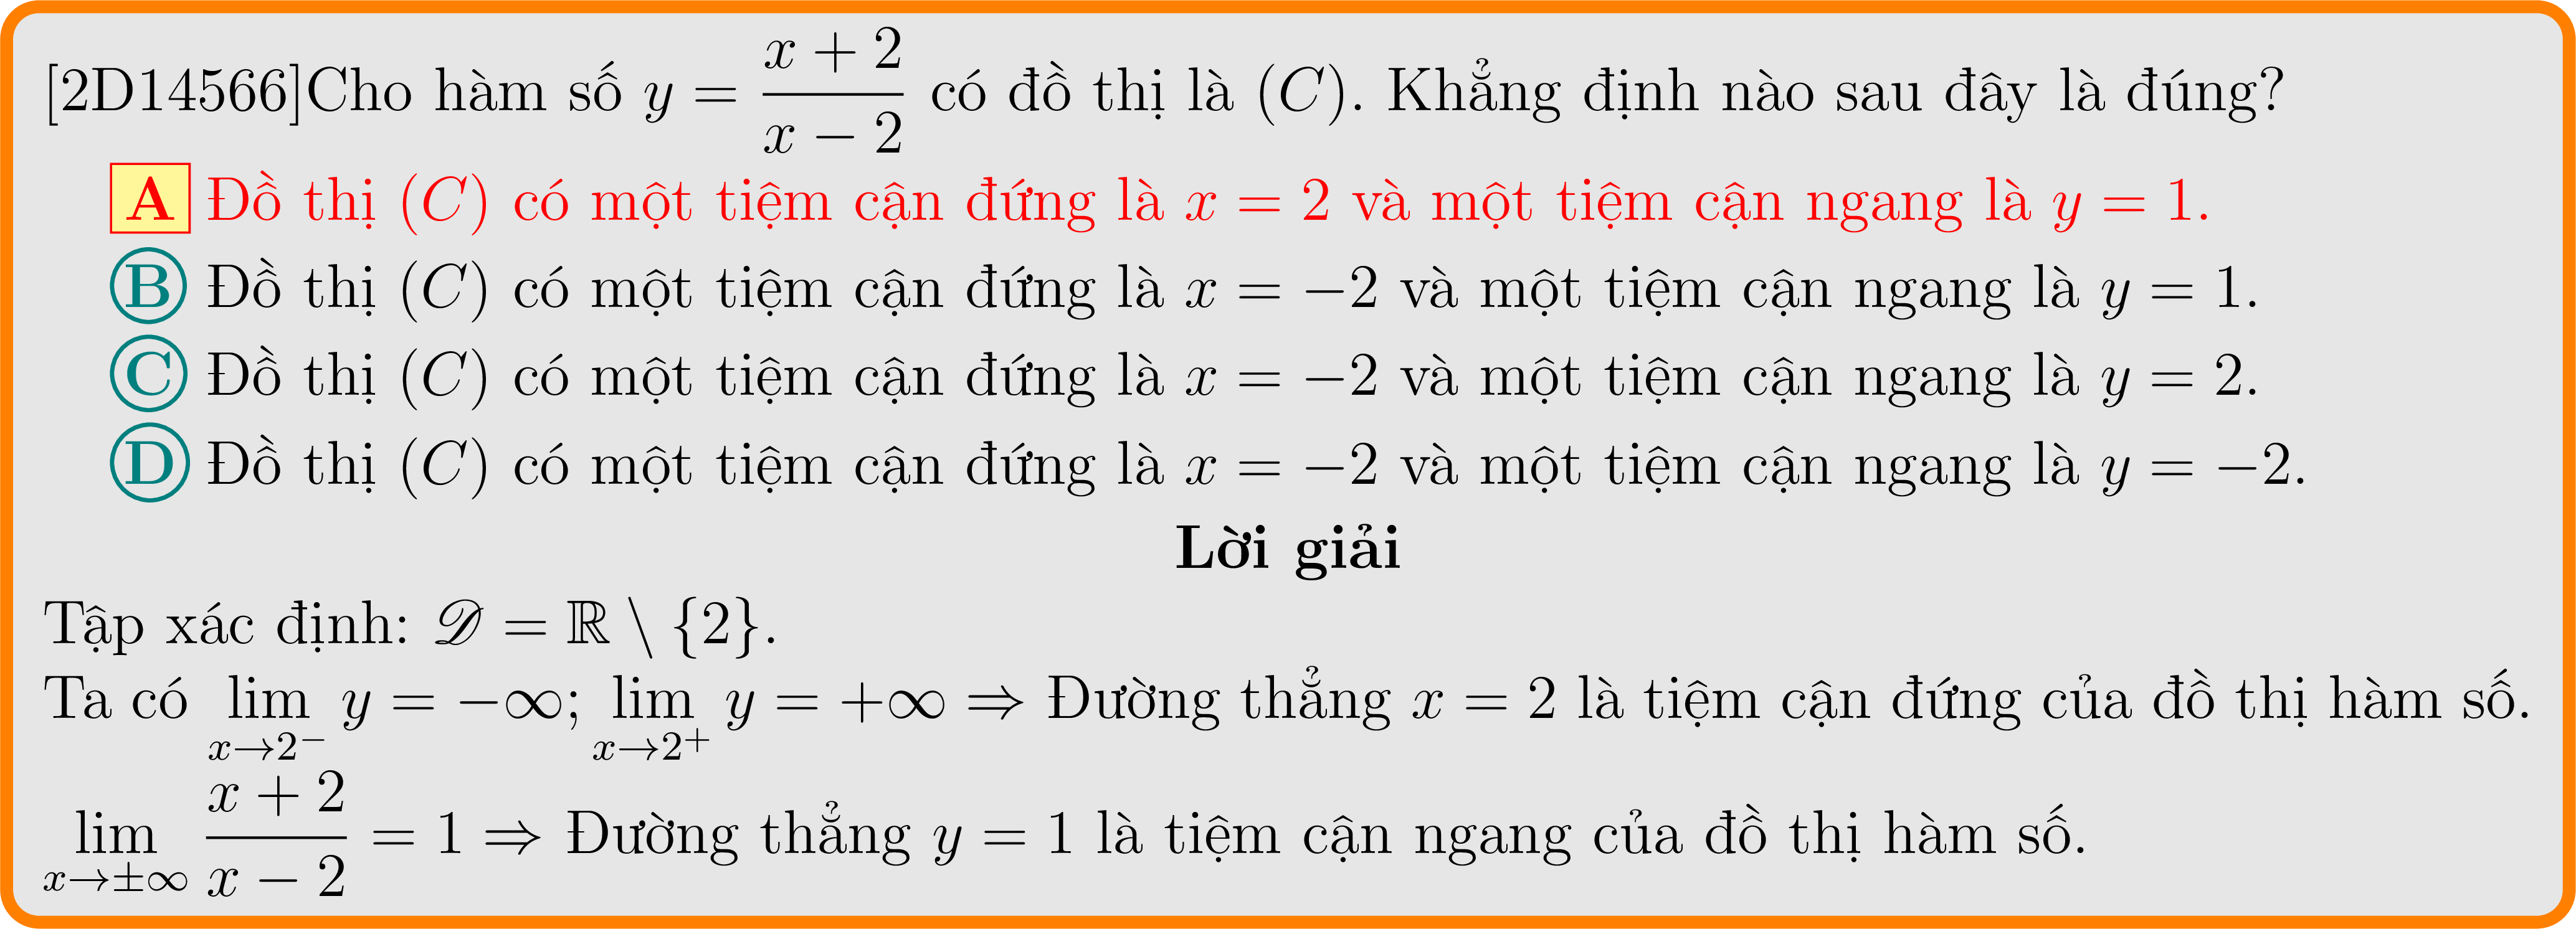 [2D14566]Cho hàm số $y = \dfrac{x+2}{x-2}$ có đồ thị là $(C)$. Khẳng định nào sau đây là đúng?
A Đồ thị $(C)$ có một tiệm cận đứng là $x = 2$ và một tiệm cận ngang là $y = 1$.
B Đồ thị $(C)$ có một tiệm cận đứng là $x = -2$ và một tiệm cận ngang là $y = 1$.
C Đồ thị $(C)$ có một tiệm cận đứng là $x = -2$ và một tiệm cận ngang là $y = 2$.
D Đồ thị $(C)$ có một tiệm cận đứng là $x = -2$ và một tiệm cận ngang là $y = -2$.
Lời giải
Tập xác định: $\mathscr{D} = \mathbb{R} \setminus \{2\}$.
Ta có $\lim\limits_{x \to 2^-} y = -\infty$; $\lim\limits_{x \to 2^+} y = +\infty \Rightarrow$ Đường thẳng $x = 2$ là tiệm cận đứng của đồ thị hàm số.
$\lim\limits_{x \to \pm\infty} \dfrac{x+2}{x-2} = 1 \Rightarrow$ Đường thẳng $y = 1$ là tiệm cận ngang của đồ thị hàm số.